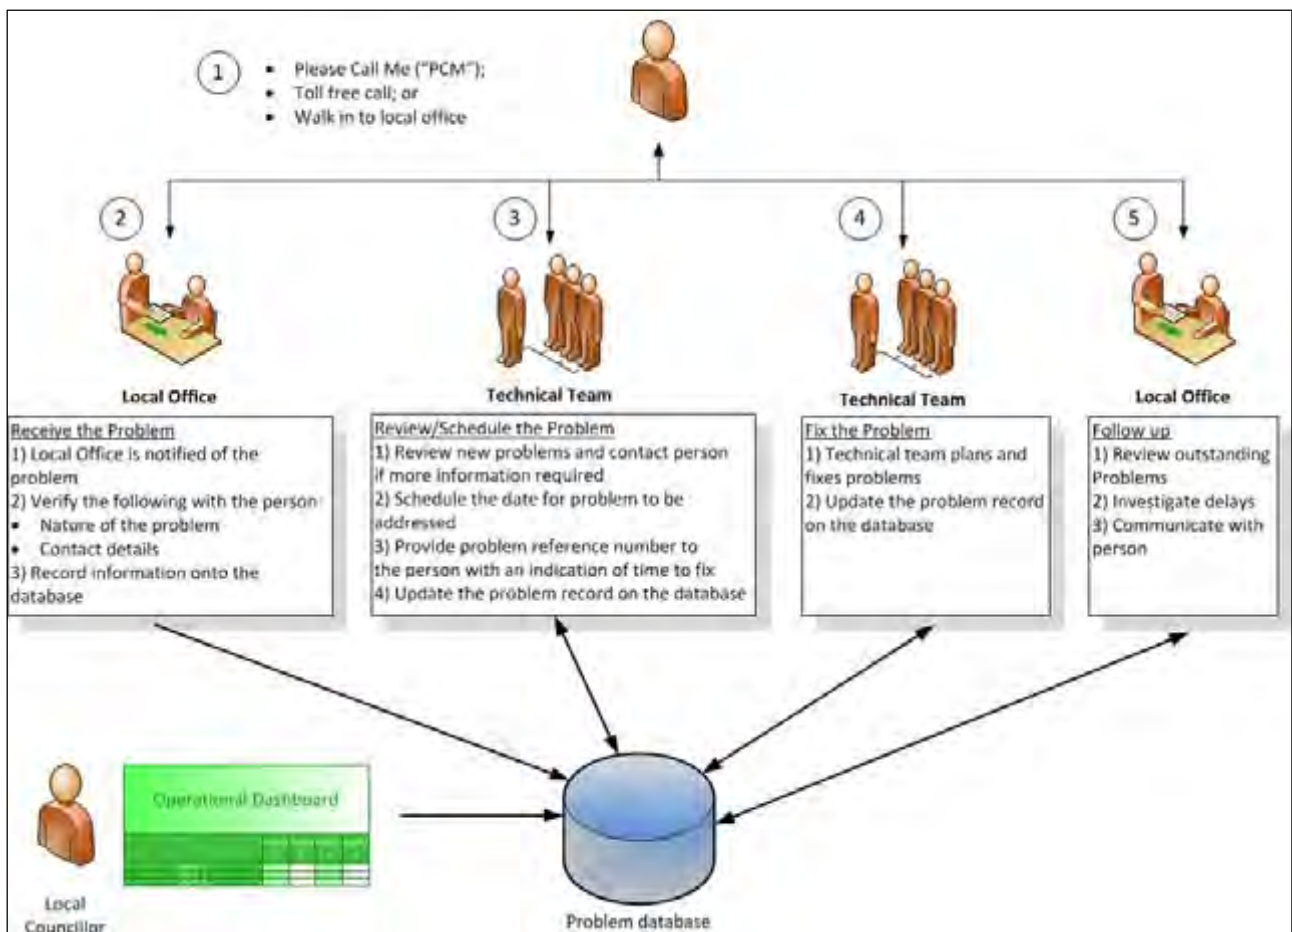 1
• Please Call Me ("PCM");
• Toll free call; or
• Walk in to local office
2
3
4
5
Local Office
Technical Team
Technical Team
Local Office
Receive the Problem
1) Local Office is notified of the
problem
2) Verify the following with the person
• Nature of the problem
• Contact details
3) Record information onto the
database
Review/Schedule the Problem
1) Review new problems and contact person
if more information required
2) Schedule the date for problem to be
addressed
3) Provide problem reference number to
the person with an indication of time to fix
4) Update the problem record on the database
Fix the Problem
1) Technical team plans and
fixes problems
2) Update the problem record
on the database
Follow up
1) Review outstanding
Problems
2) Investigate delays
3) Communicate with
person
Operational Dashboard
Local
Councillor
Problem database